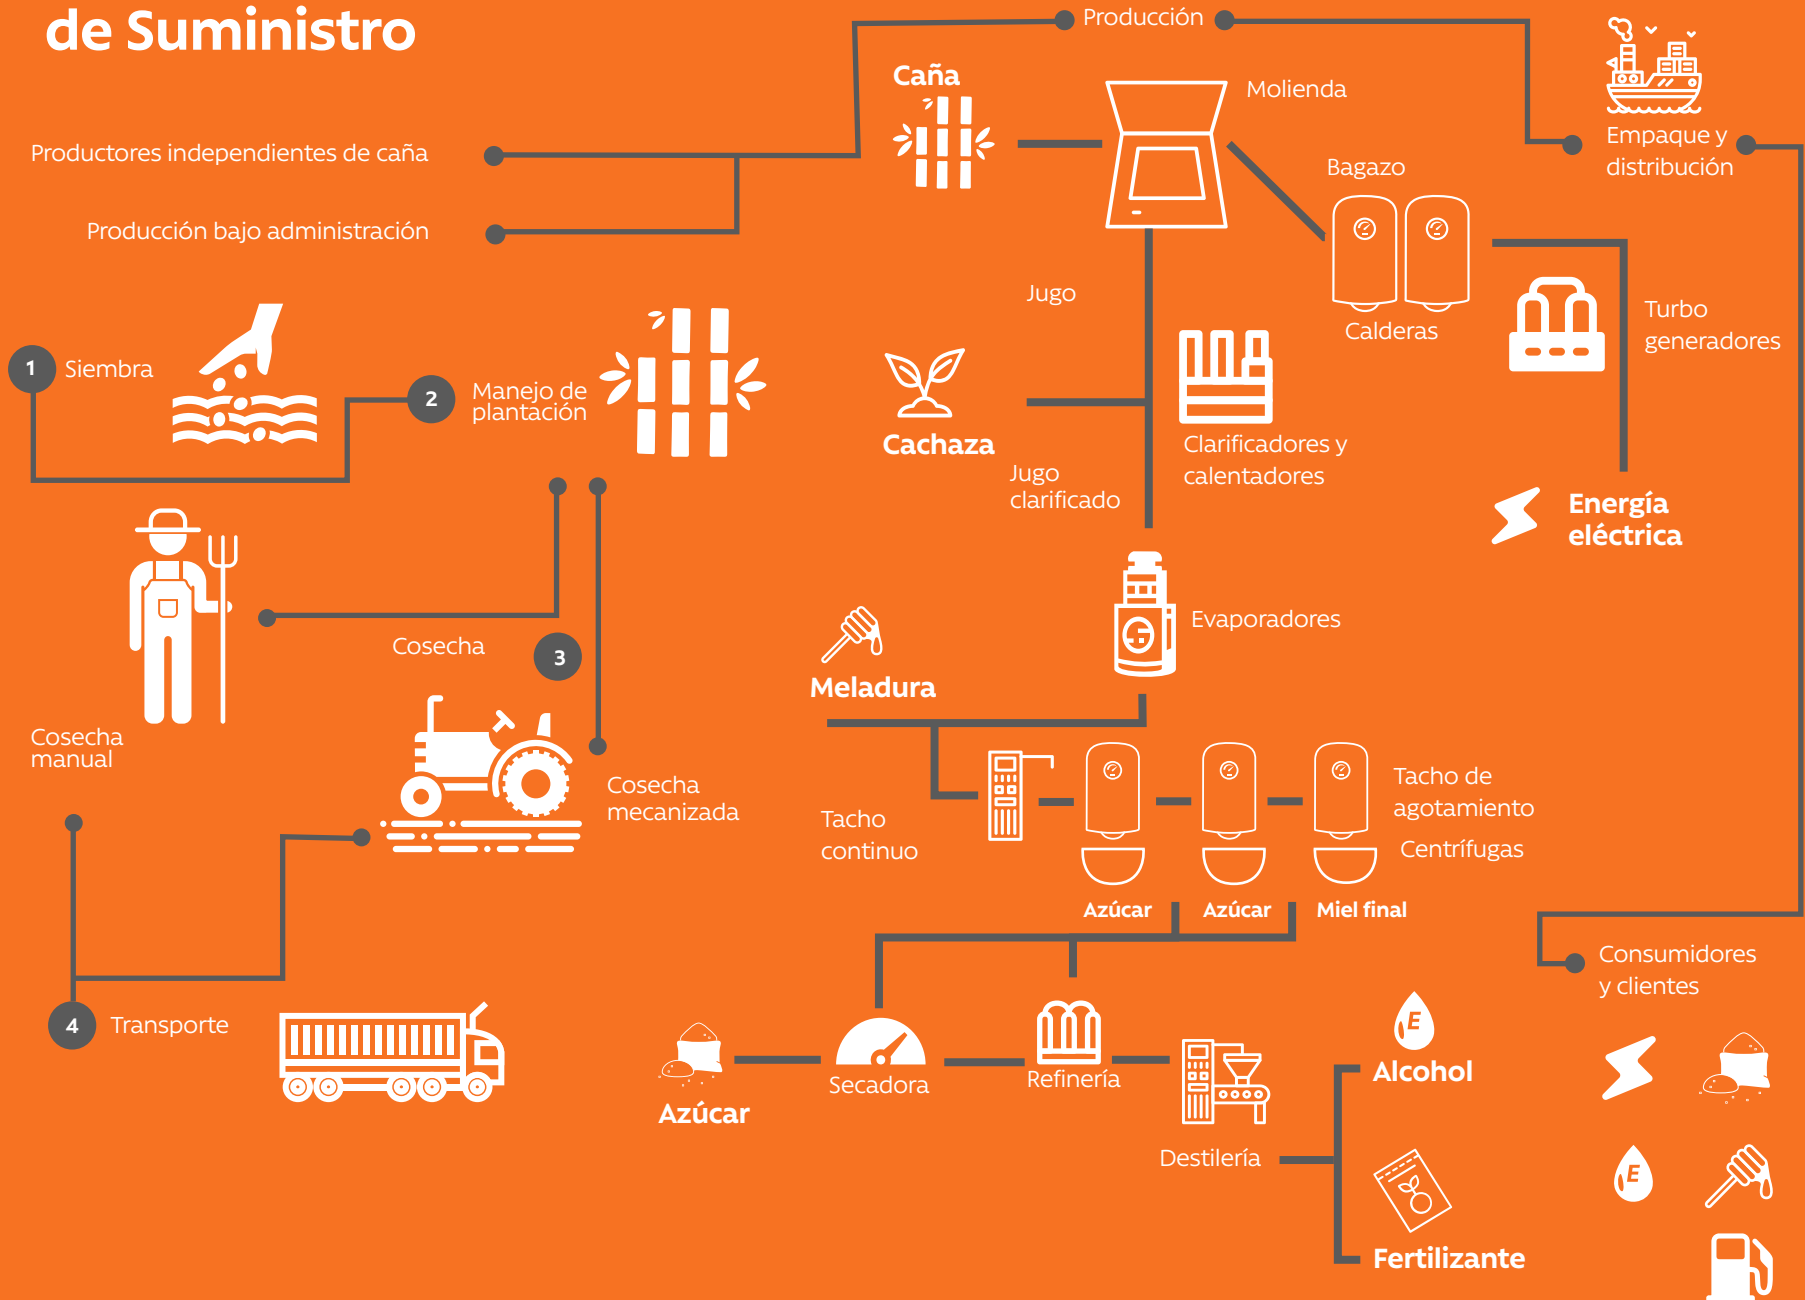 de Suministro
Productores independientes de caña
Producción bajo administración
1
Siembra
2
Manejo de
plantación
Cosecha
3
Cosecha
manual
Cosecha
mecanizada
4
Transporte
Producción
Caña
Molienda
Empaque y
distribución
Bagazo
Calderas
Turbo
generadores
Energía
eléctrica
Jugo
Cachaza
Clarificadores y
calentadores
Jugo
clarificado
Evaporadores
Meladura
Tacho
continuo
Tacho de
agotamiento
Centrífugas
Azúcar
Azúcar
Miel final
Azúcar
Secadora
Refinería
Destilería
E
Alcohol
Fertilizante
Consumidores
y clientes
E